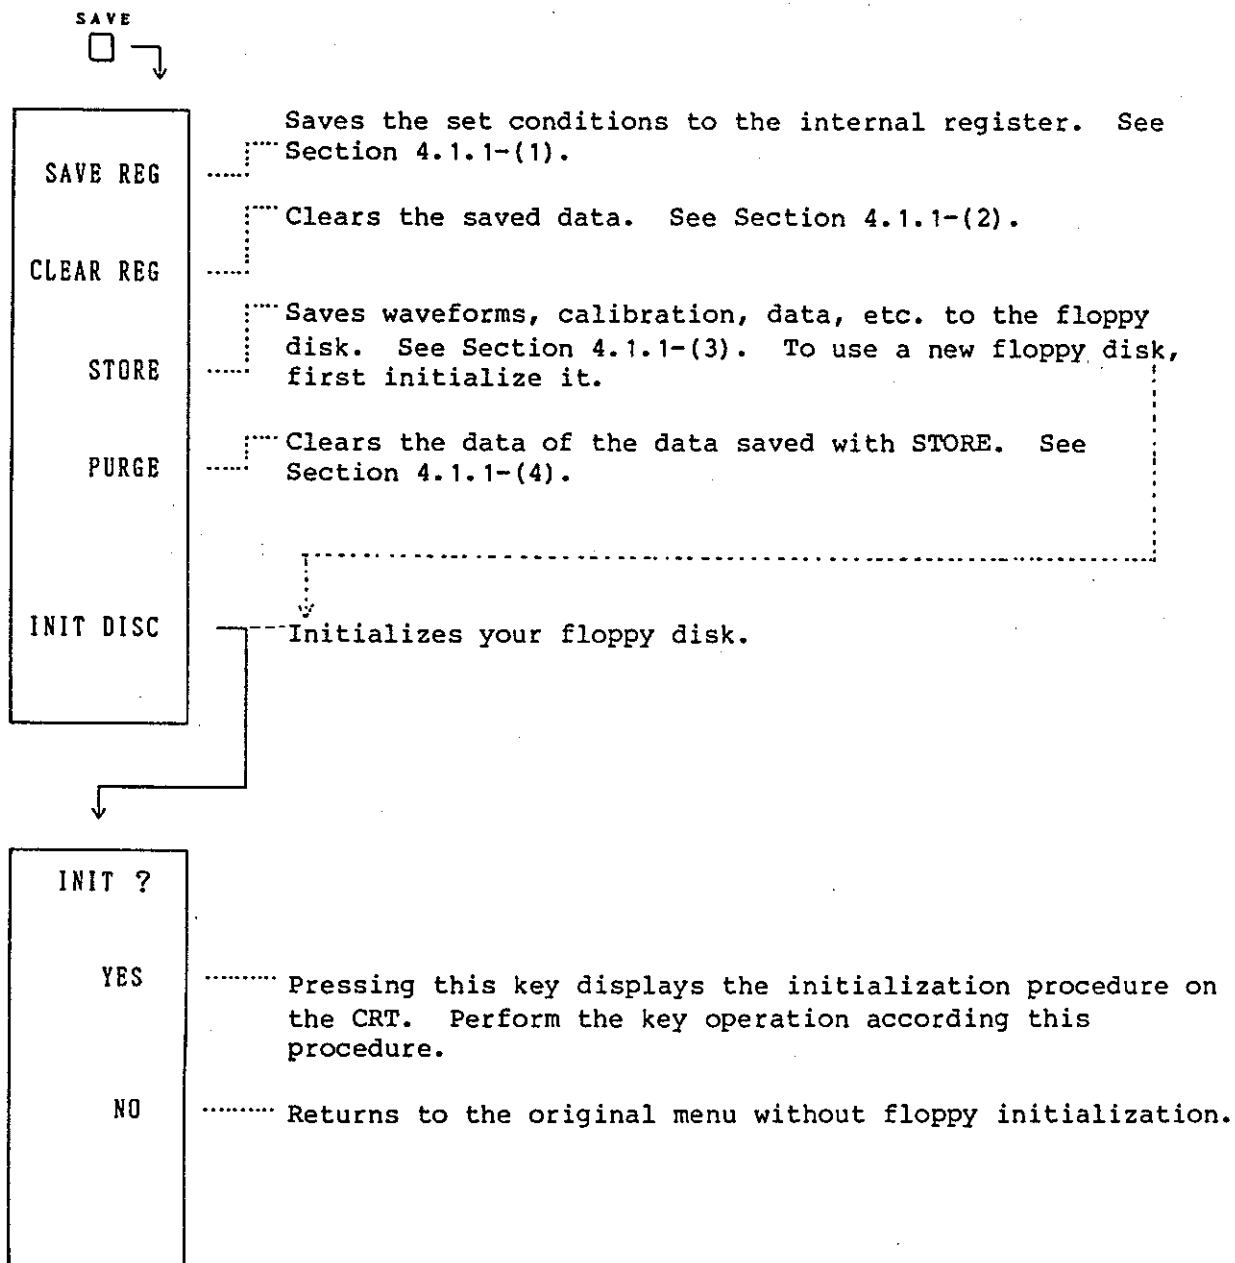 SAVE
Saves the set conditions to the internal register. See
Section 4.1.1-(1).
SAVE REG
Clears the saved data. See Section 4.1.1-(2).
CLEAR REG
Saves waveforms, calibration, data, etc. to the floppy
disk. See Section 4.1.1-(3). To use a new floppy disk,
first initialize it.
STORE
Clears the data of the data saved with STORE. See
Section 4.1.1-(4).
PURGE
INIT DISC
Initializes your floppy disk.
INIT ?
YES
Pressing this key displays the initialization procedure on
the CRT. Perform the key operation according this
procedure.
NO
Returns to the original menu without floppy initialization.